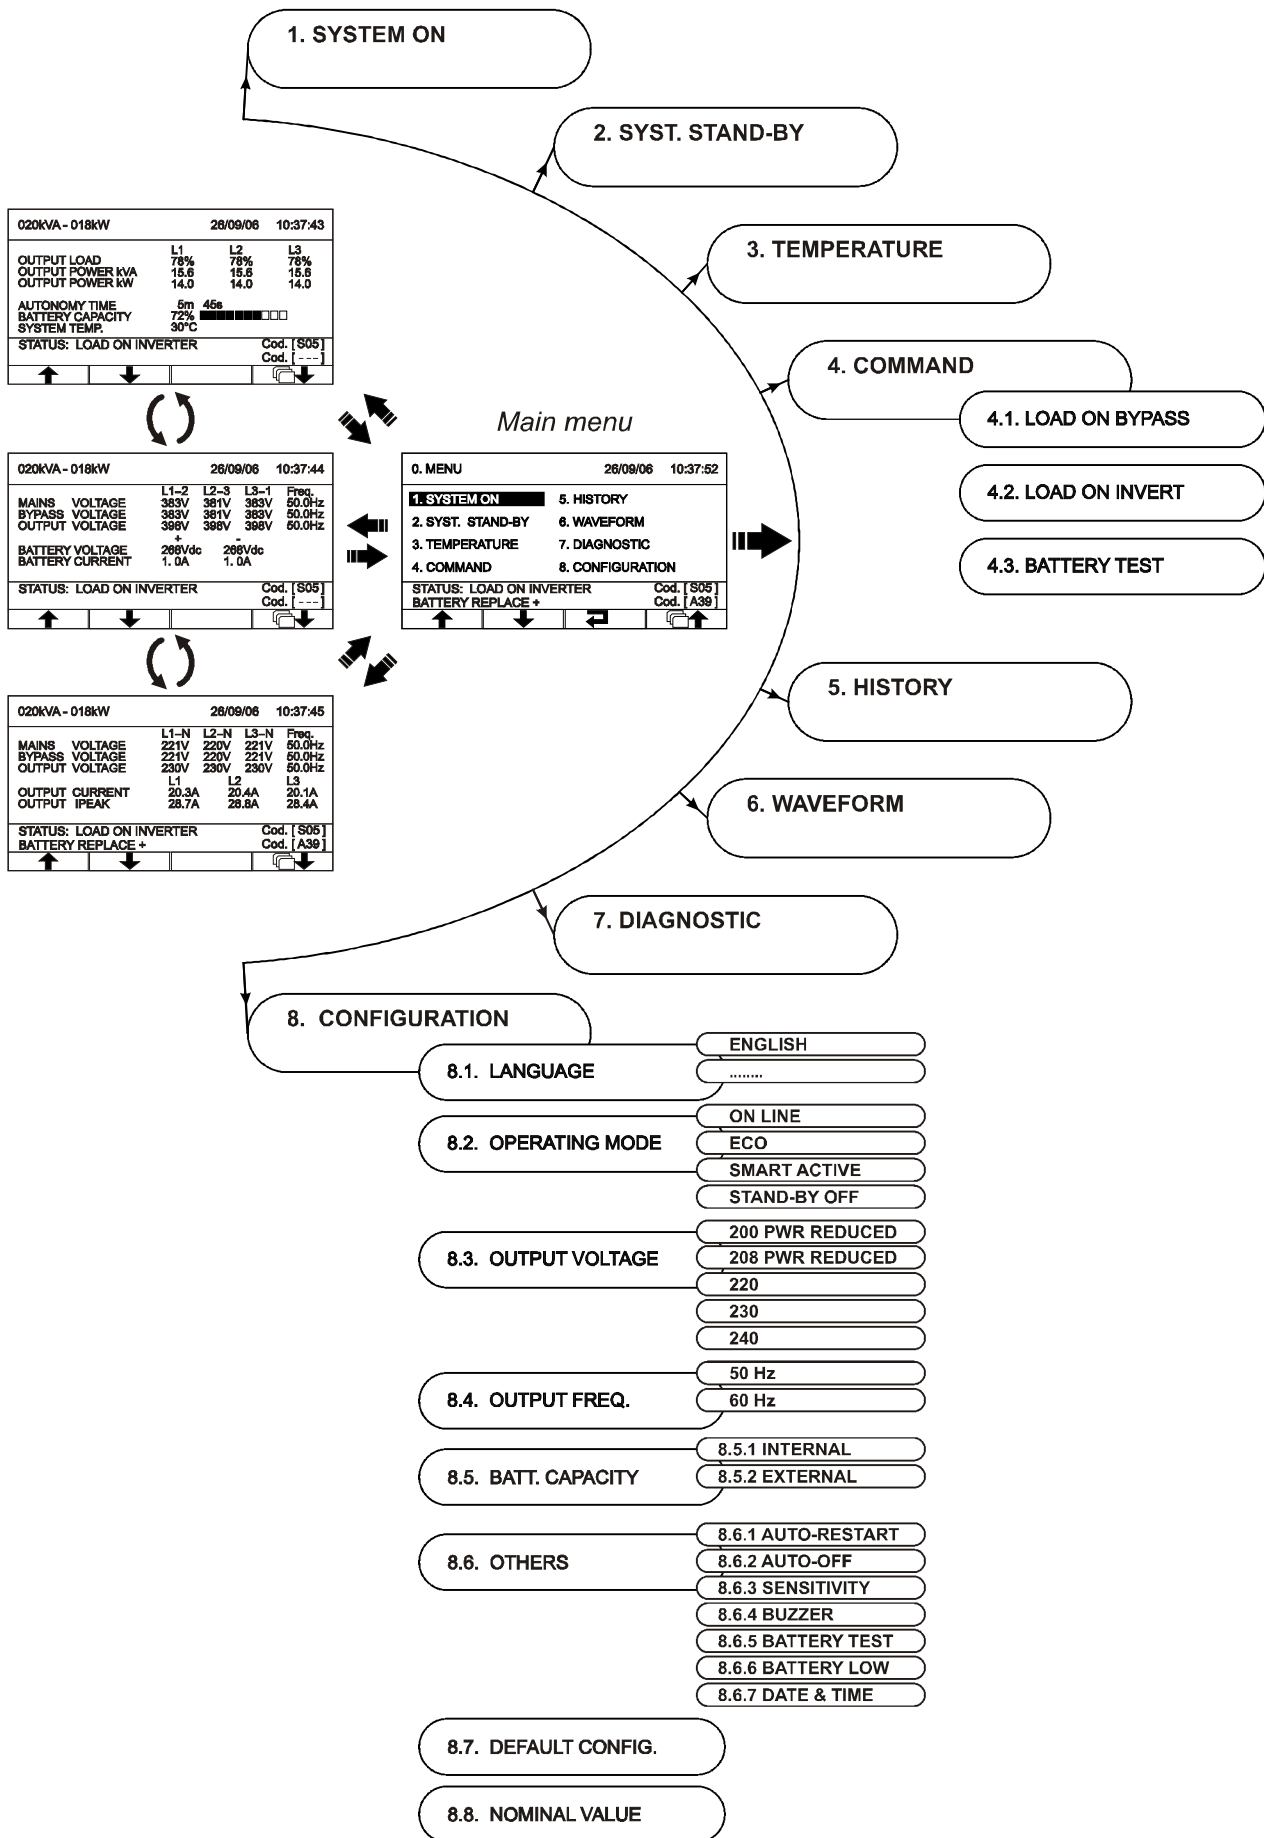 1. SYSTEM ON
2. SYST. STAND-BY
3. TEMPERATURE
4. COMMAND
4.1. LOAD ON BYPASS
4.2. LOAD ON INVERT
4.3. BATTERY TEST
020kVA - 018kW 26/09/06 10:37:43
L1 L2 L3
OUTPUT LOAD 78% 78% 78%
OUTPUT POWER kVA 15.6 15.6 15.6
OUTPUT POWER kW 14.0 14.0 14.0
AUTONOMY TIME 5m 45s
BATTERY CAPACITY 72%
SYSTEM TEMP. 30°C
STATUS: LOAD ON INVERTER Cod. [S05]
Cod. [---]
020kVA - 018kW 26/09/06 10:37:44
L1-2 L2-3 L3-1 Freq.
MAINS VOLTAGE 383V 381V 383V 50.0Hz
BYPASS VOLTAGE 383V 381V 383V 50.0Hz
OUTPUT VOLTAGE 398V 398V 398V 50.0Hz
+ -
BATTERY VOLTAGE 266Vdc 266Vdc
BATTERY CURRENT 1. 0A 1. 0A
STATUS: LOAD ON INVERTER Cod. [S05]
Cod. [---]
Main menu
0. MENU 26/09/06 10:37:52
1. SYSTEM ON 5. HISTORY
2. SYST. STAND-BY 6. WAVEFORM
3. TEMPERATURE 7. DIAGNOSTIC
4. COMMAND 8. CONFIGURATION
STATUS: LOAD ON INVERTER Cod. [S05]
BATTERY REPLACE + Cod. [A39]
020kVA - 018kW 26/09/06 10:37:45
L1-N L2-N L3-N Freq.
MAINS VOLTAGE 221V 220V 221V 50.0Hz
BYPASS VOLTAGE 221V 220V 221V 50.0Hz
OUTPUT VOLTAGE 230V 230V 230V 50.0Hz
L1 L2 L3
OUTPUT CURRENT 20.3A 20.4A 20.1A
OUTPUT IPEAK 28.7A 28.8A 28.4A
STATUS: LOAD ON INVERTER Cod. [S05]
BATTERY REPLACE + Cod. [A39]
5. HISTORY
6. WAVEFORM
7. DIAGNOSTIC
8. CONFIGURATION
8.1. LANGUAGE
ENGLISH
........
8.2. OPERATING MODE
ON LINE
ECO
SMART ACTIVE
STAND-BY OFF
8.3. OUTPUT VOLTAGE
200 PWR REDUCED
208 PWR REDUCED
220
230
240
8.4. OUTPUT FREQ.
50 Hz
60 Hz
8.5. BATT. CAPACITY
8.5.1 INTERNAL
8.5.2 EXTERNAL
8.6. OTHERS
8.6.1 AUTO-RESTART
8.6.2 AUTO-OFF
8.6.3 SENSITIVITY
8.6.4 BUZZER
8.6.5 BATTERY TEST
8.6.6 BATTERY LOW
8.6.7 DATE & TIME
8.7. DEFAULT CONFIG.
8.8. NOMINAL VALUE